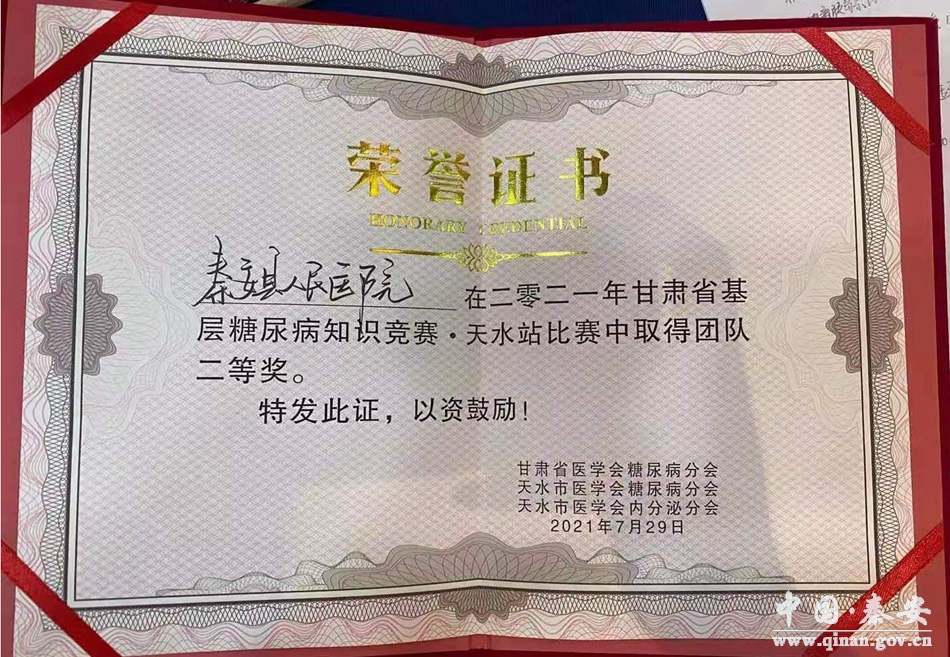 荣誉证书
HONORARY CREDENTIAL
秦安县人民医院 在二零二一年甘肃省基
层糖尿病知识竞赛·天水站比赛中取得团队
二等奖。
特发此证，以资鼓励！
甘肃省医学会糖尿病分会
天水市医学会糖尿病分会
天水市医学会内分泌分会
2021年7月29日
中国·秦安
www.qinan.gov.cn